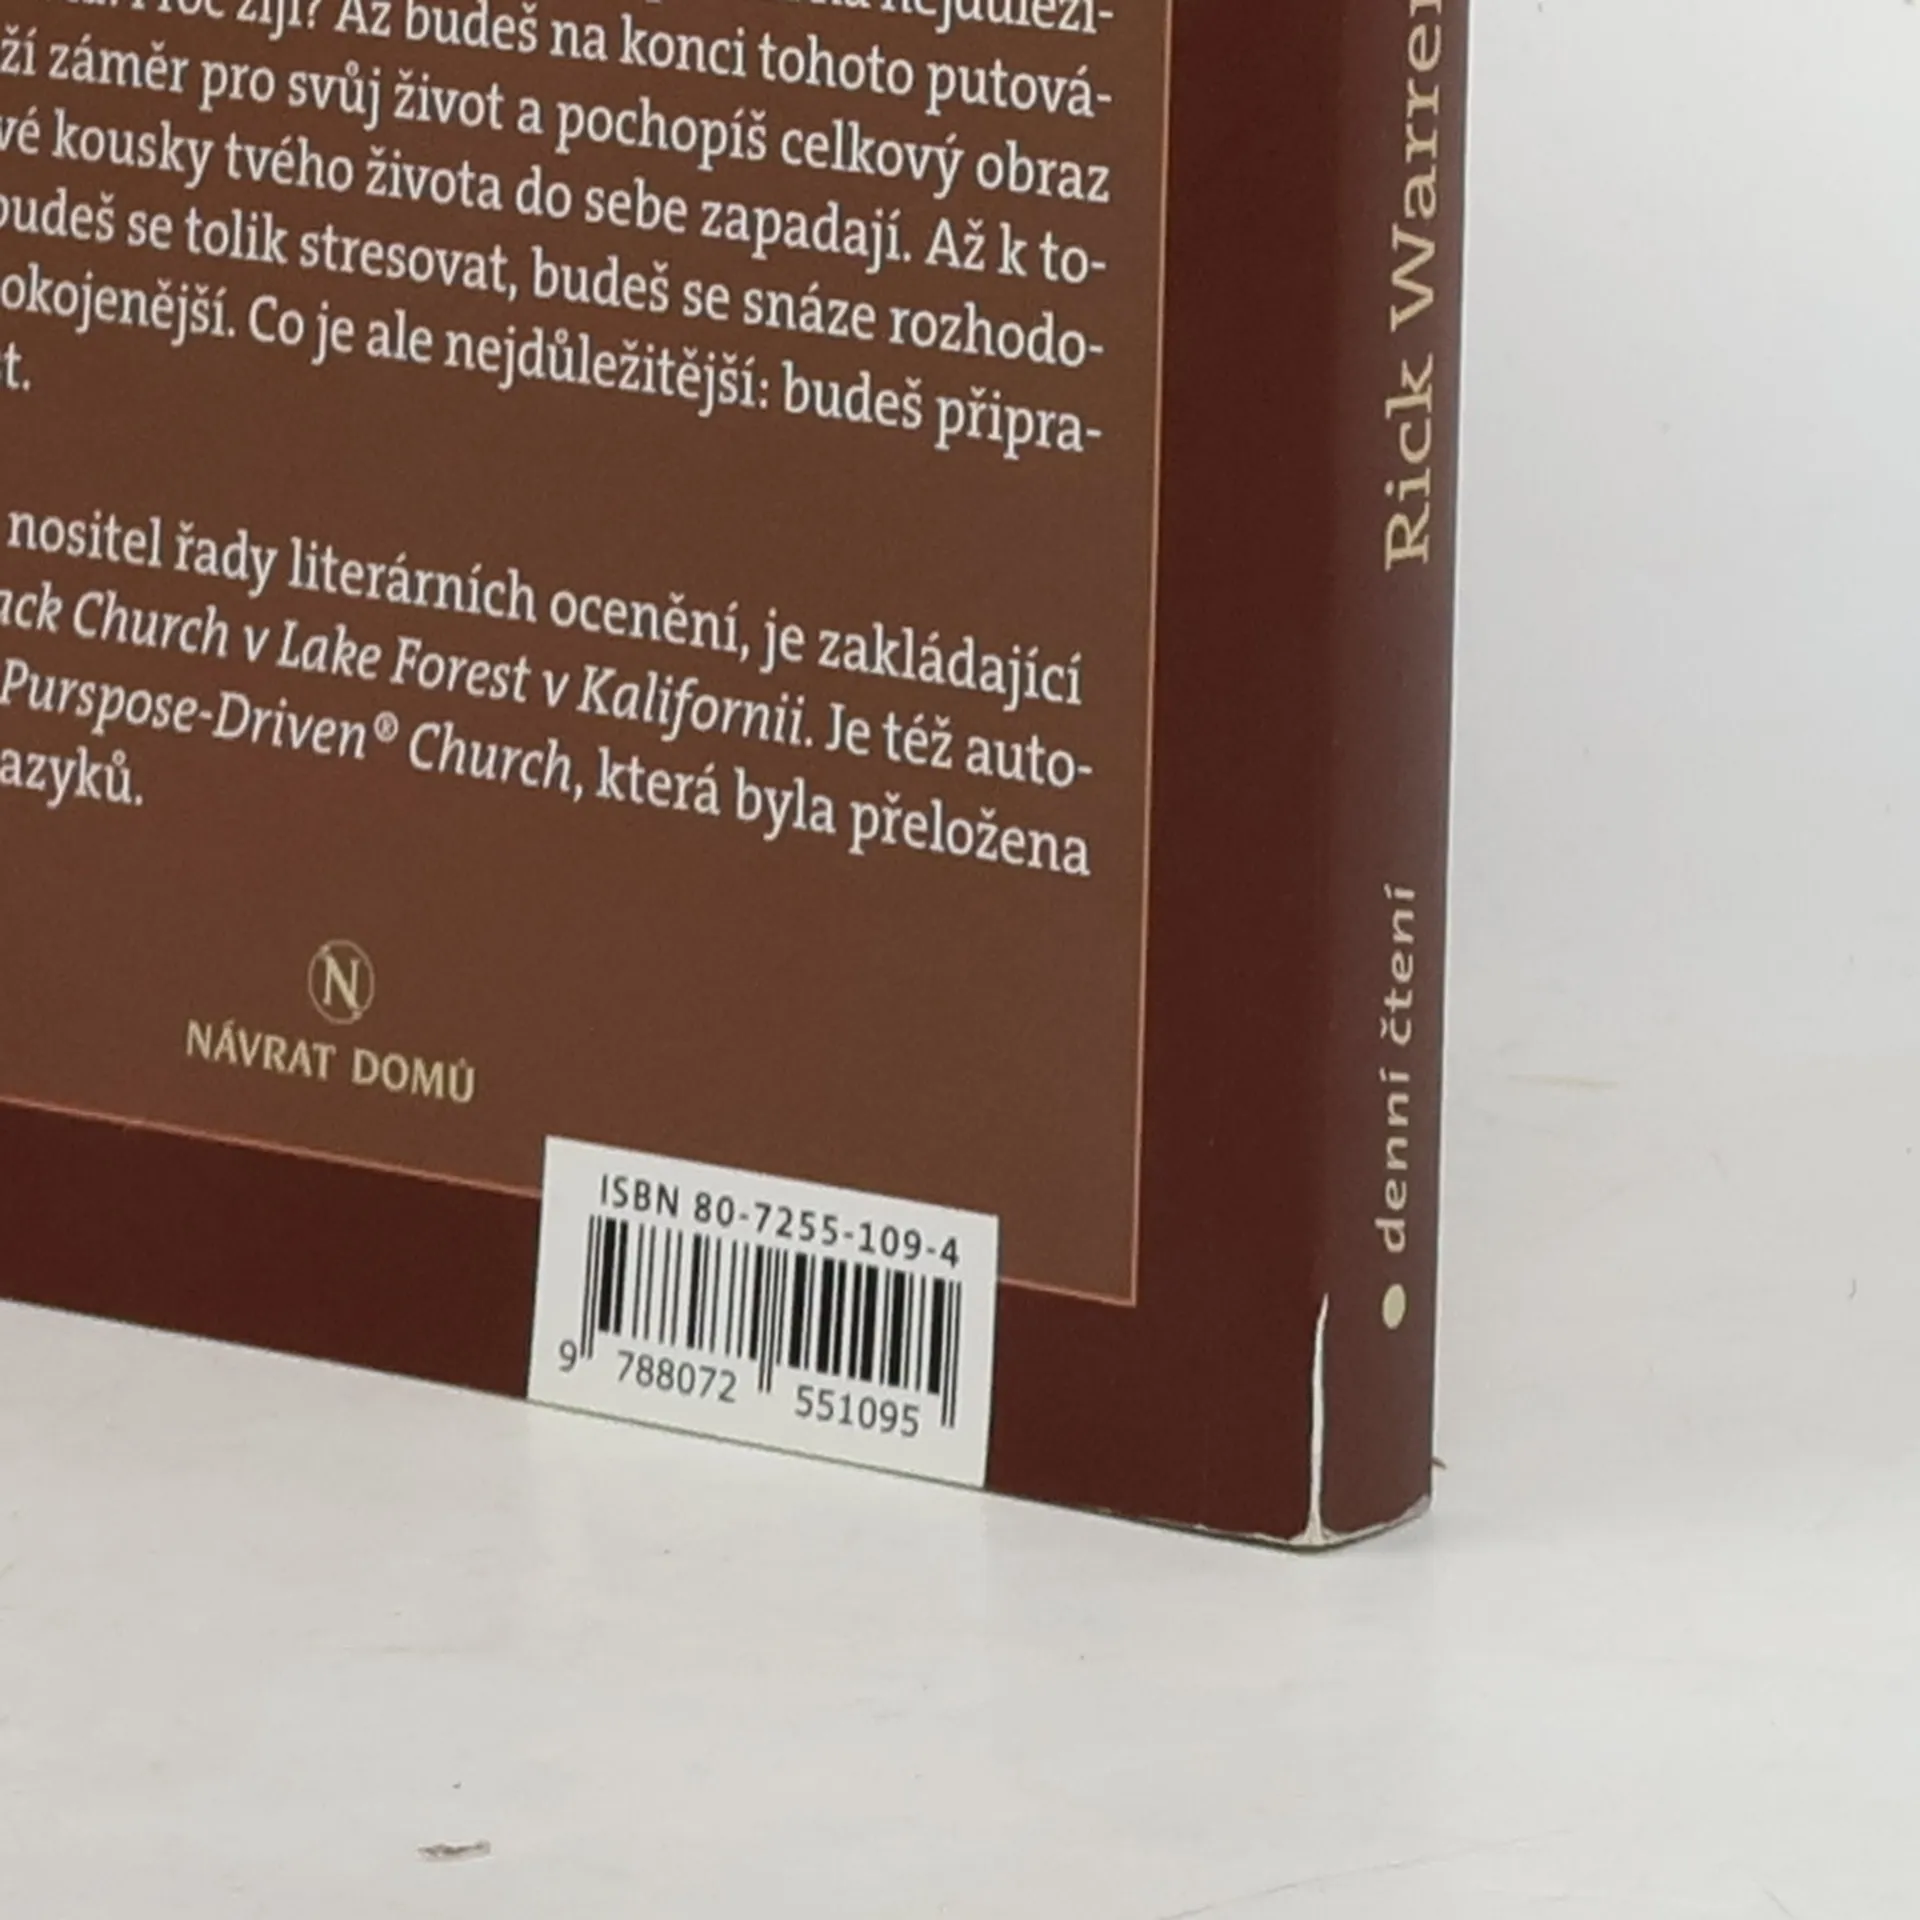 žiji? Až budeš na konci tohoto putová-
ží záměr pro svůj život a pochopíš celkový obraz
vé kousky tvého života do sebe zapadají. Až k to-
budeš se tolik stresovat, budeš se snáze rozhodo-
okojenější. Co je ale nejdůležitější: budeš připra-
t.
nositel řady literárních ocenění, je zakládající
ack Church v Lake Forest v Kalifornii. Je též auto-
Purspose-Driven® Church, která byla přeložena
azyků.
N
NÁVRAT DOMŮ
ISBN 80-7255-109-4
9 788072 551095
Rick Warren
• denní čtení